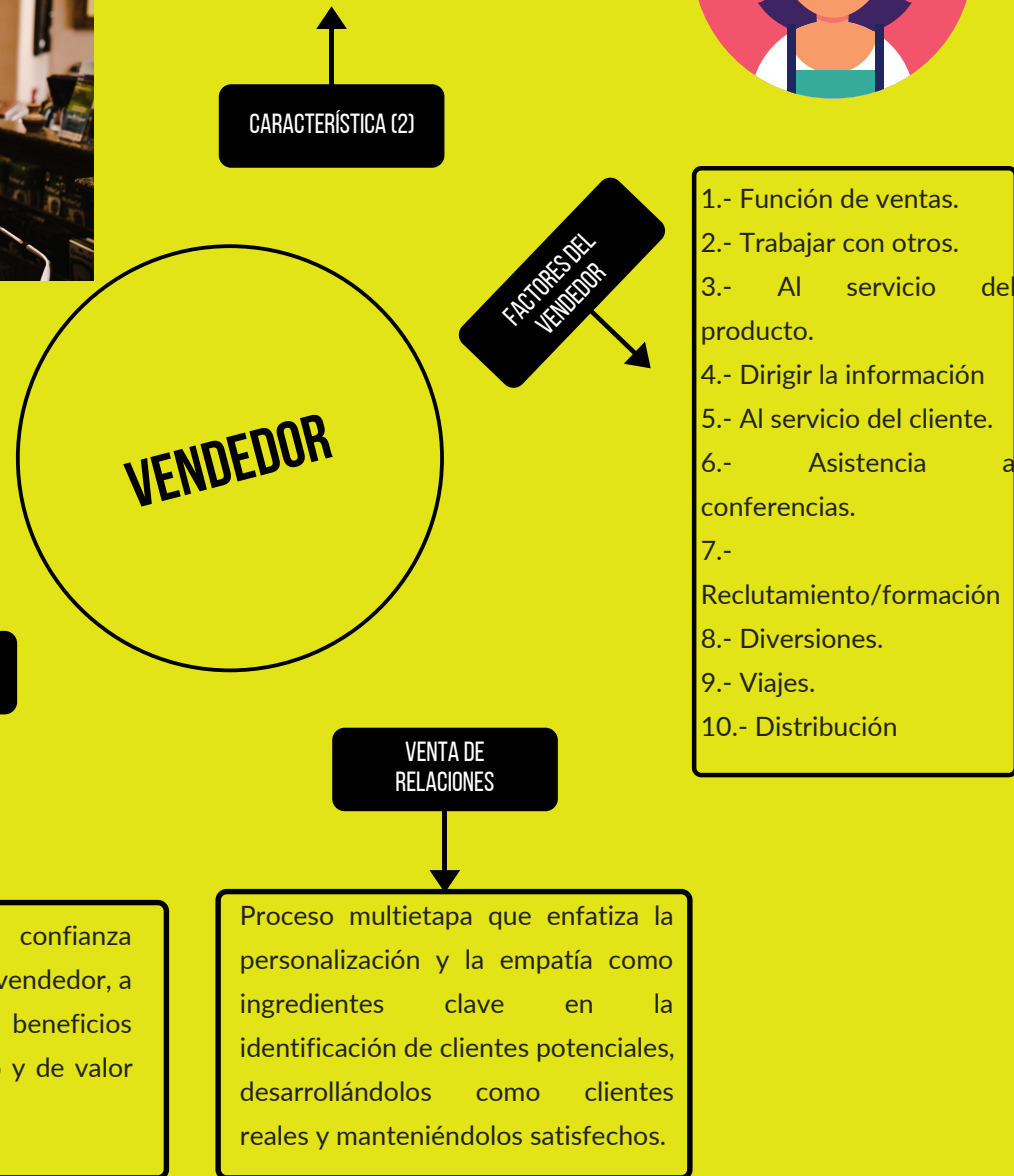 CARACTERÍSTICA (2)
FACTORES DEL
VENDEDOR
1.- Función de ventas.
2.- Trabajar con otros.
3.- Al servicio del
producto.
4.- Dirigir la información
5.- Al servicio del cliente.
6.- Asistencia a
conferencias.
7.-
Reclutamiento/formación
8.- Diversiones.
9.- Viajes.
10.- Distribución
VENDEDOR
VENTA DE
RELACIONES
confianza
vendedor, a
beneficios
y de valor
Proceso multietapa que enfatiza la
personalización y la empatía como
ingredientes clave en la
identificación de clientes potenciales,
desarrollándolos como clientes
reales y manteniéndolos satisfechos.